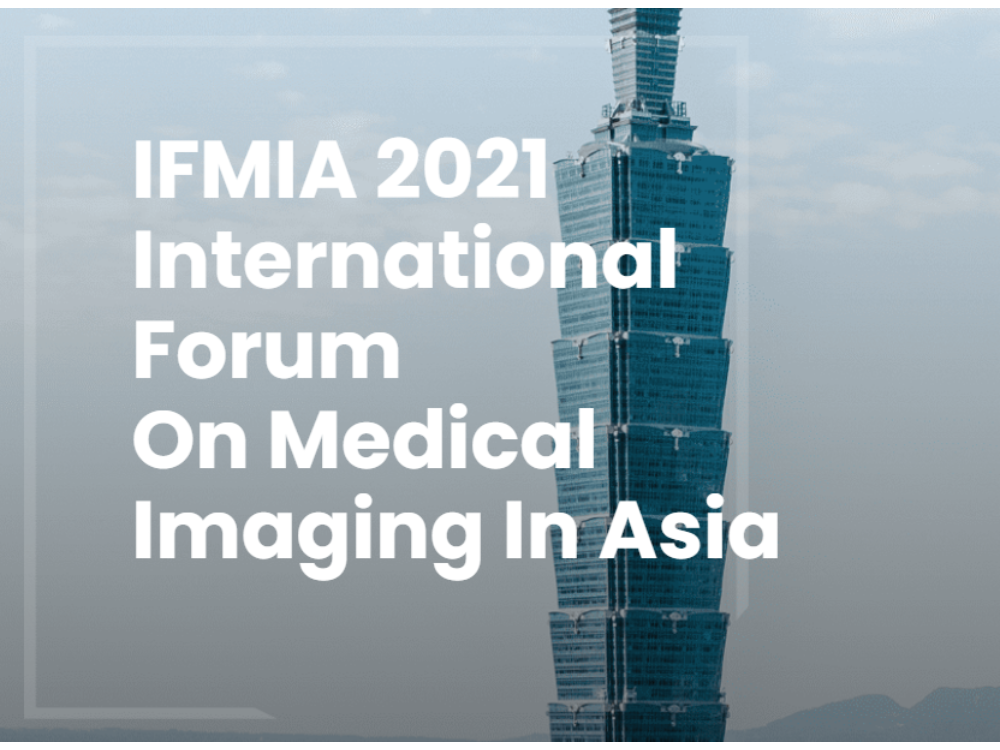 IFMIA 2021
International
Forum
On Medical
Imaging In Asia